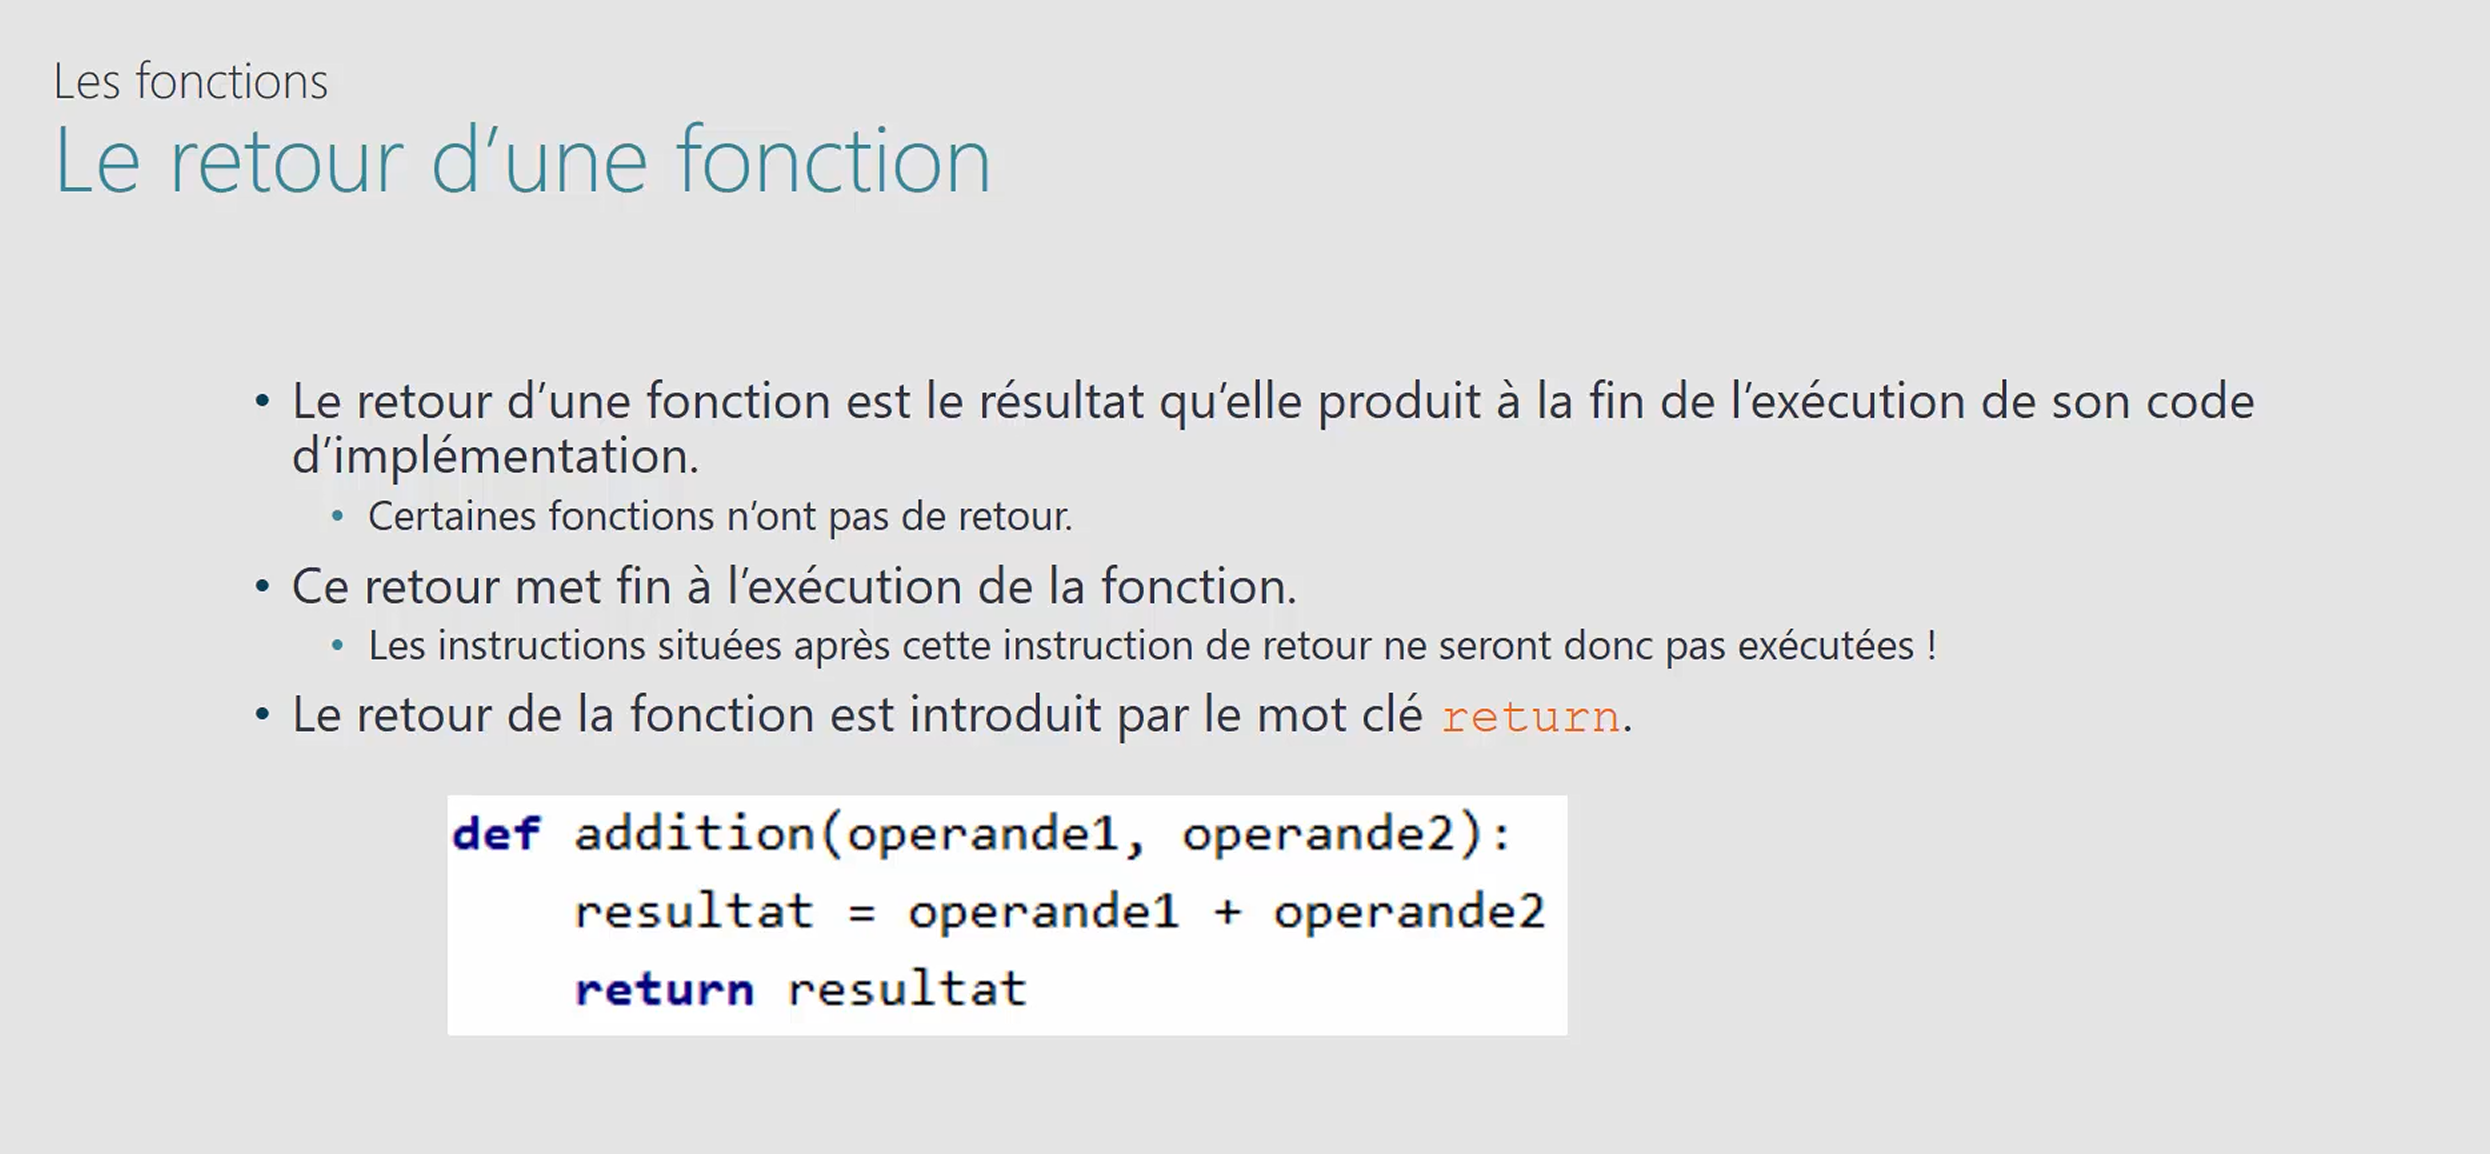 Les fonctions
Le retour d’une fonction
• Le retour d’une fonction est le résultat qu’elle produit à la fin de l’exécution de son code
d’implémentation.
• Certaines fonctions n’ont pas de retour.
• Ce retour met fin à l’exécution de la fonction.
• Les instructions situées après cette instruction de retour ne seront donc pas exécutées !
• Le retour de la fonction est introduit par le mot clé return.
def addition(operande1, operande2):
    resultat = operande1 + operande2
    return resultat